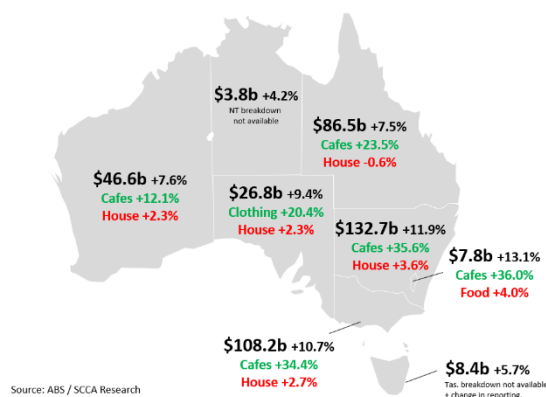 $3.8b +4.2%
NT breakdown
not available
$86.5b +7.5%
Cafes +23.5%
House -0.6%
$46.6b +7.6%
Cafes +12.1%
House +2.3%
$26.8b +9.4%
Clothing +20.4%
House +2.3%
$132.7b +11.9%
Cafes +35.6%
House +3.6%
$7.8b +13.1%
Cafes +36.0%
Food +4.0%
$108.2b +10.7%
Cafes +34.4%
House +2.7%
$8.4b +5.7%
Tas. breakdown not available
+ change in reporting.
Source: ABS / SCCA Research